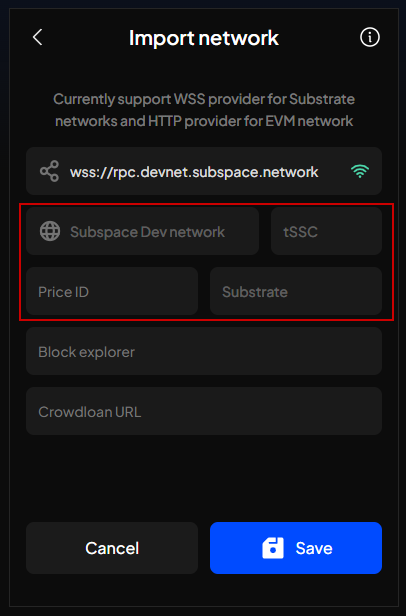 Import network
Currently support WSS provider for Substrate
networks and HTTP provider for EVM network
wss://rpc.devnet.subspace.network
Subspace Dev network
tSSC
Price ID
Substrate
Block explorer
Crowdloan URL
Cancel
Save